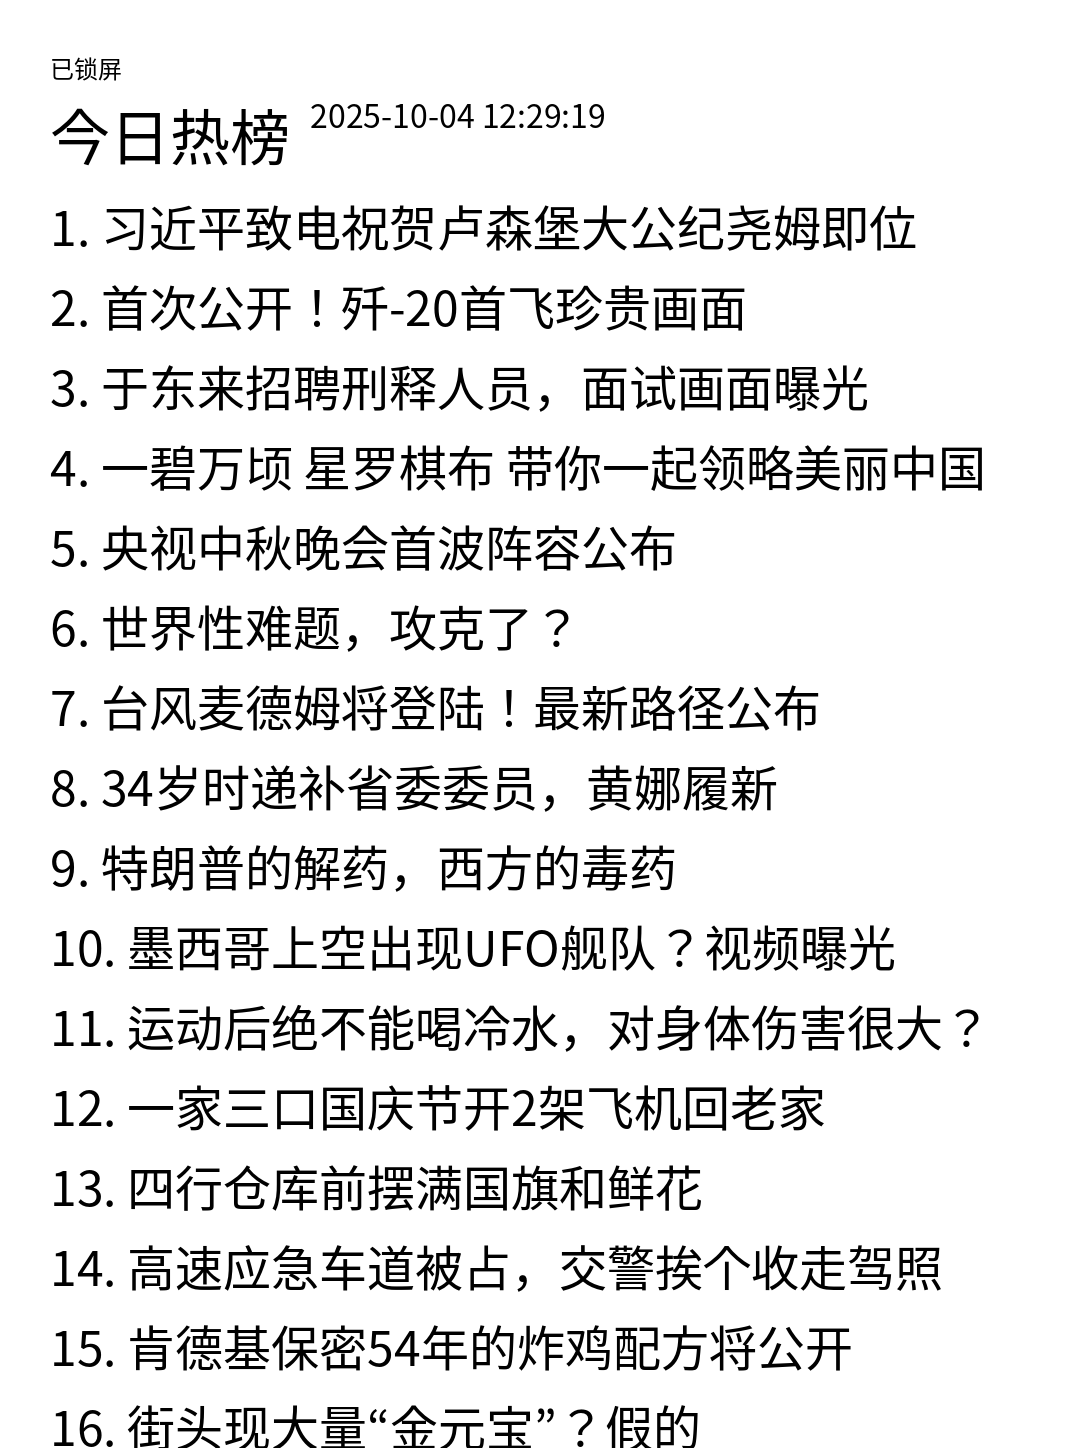 已锁屏
今日热榜 2025-10-04 12:29:19
1. 习近平致电祝贺卢森堡大公纪尧姆即位
2. 首次公开！歼-20首飞珍贵画面
3. 于东来招聘刑释人员，面试画面曝光
4. 一碧万顷 星罗棋布 带你一起领略美丽中国
5. 央视中秋晚会首波阵容公布
6. 世界性难题，攻克了？
7. 台风麦德姆将登陆！最新路径公布
8. 34岁时递补省委委员，黄娜履新
9. 特朗普的解药，西方的毒药
10. 墨西哥上空出现UFO舰队？视频曝光
11. 运动后绝不能喝冷水，对身体伤害很大？
12. 一家三口国庆节开2架飞机回老家
13. 四行仓库前摆满国旗和鲜花
14. 高速应急车道被占，交警挨个收走驾照
15. 肯德基保密54年的炸鸡配方将公开
16. 街头现大量“金元宝”？假的